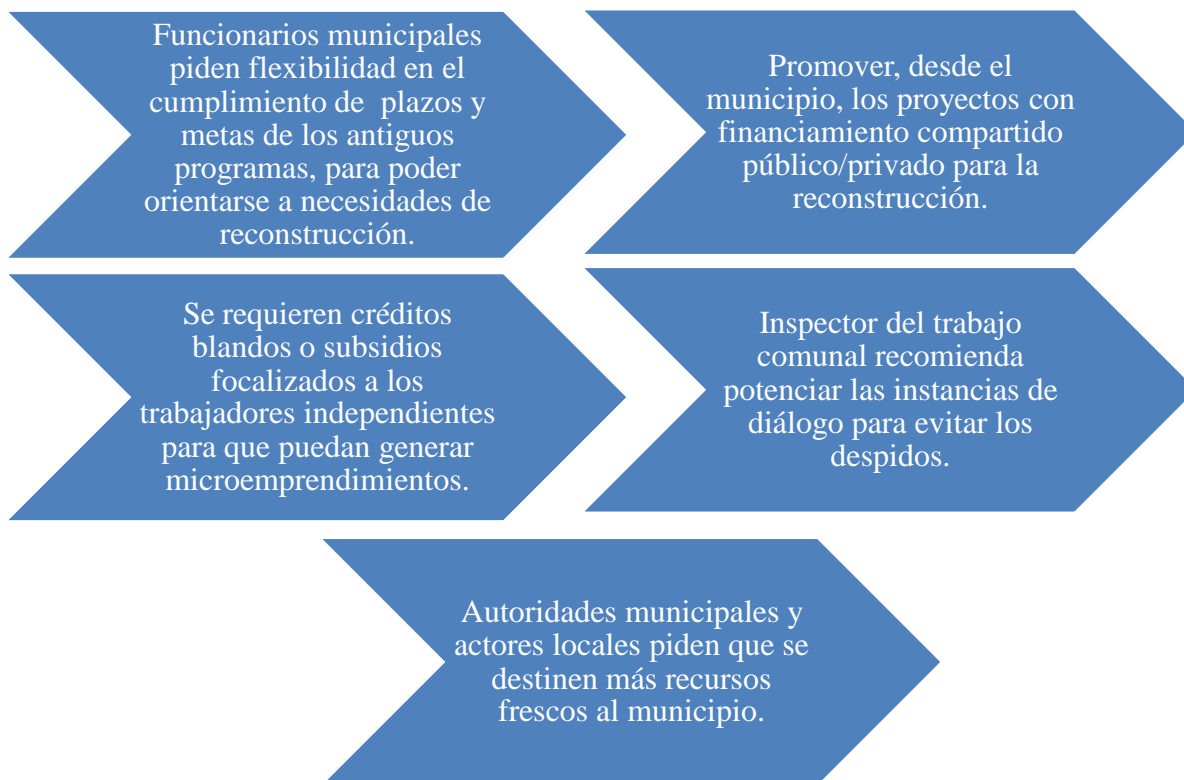 Funcionarios municipales
piden flexibilidad en el
cumplimiento de  plazos y
metas de los antiguos
programas, para poder
orientarse a necesidades de
reconstrucción.
Promover, desde el
municipio, los proyectos con
financiamiento compartido
público/privado para la
reconstrucción.
Se requieren créditos
blandos o subsidios
focalizados a los
trabajadores independientes
para que puedan generar
microemprendimientos.
Inspector del trabajo
comunal recomienda
potenciar las instancias de
diálogo para evitar los
despidos.
Autoridades municipales y
actores locales piden que se
destinen más recursos
frescos al municipio.